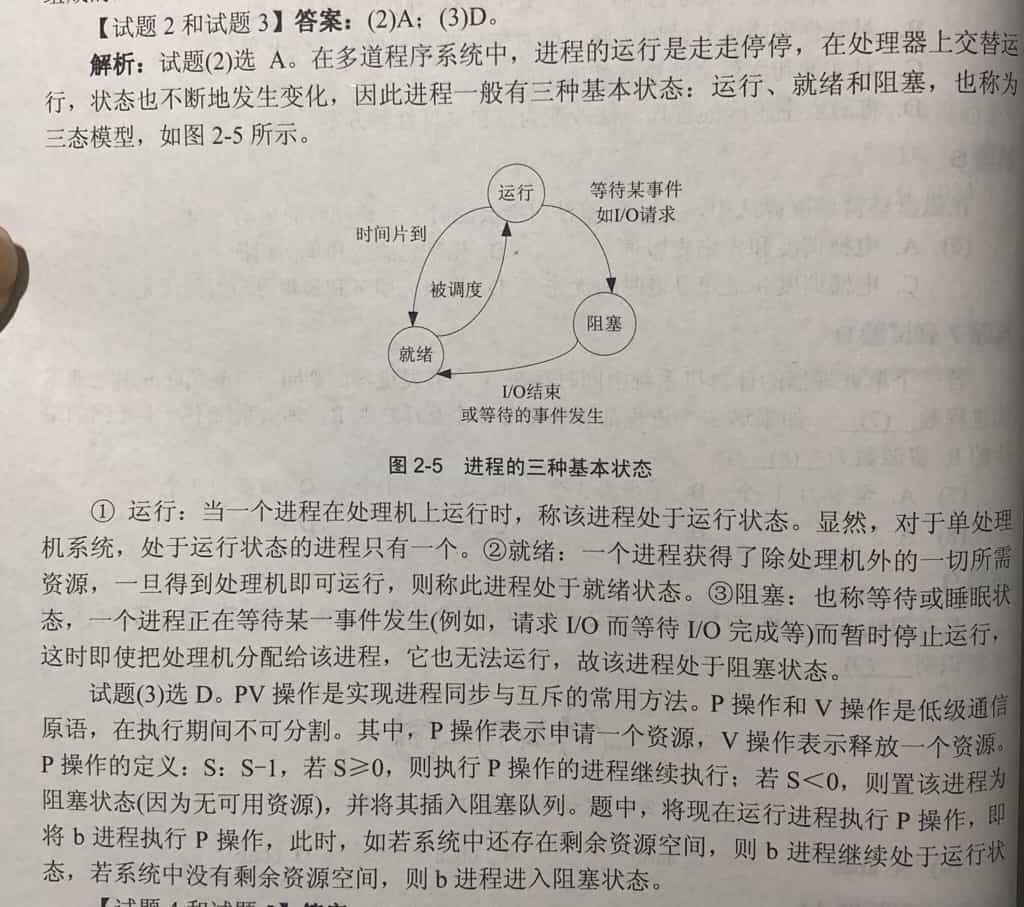 【试题 2 和试题 3】答案：(2)A；(3)D。
解析：试题(2)选 A。在多道程序系统中，进程的运行是走走停停，在处理器上交替运
行，状态也不断地发生变化，因此进程一般有三种基本状态：运行、就绪和阻塞，也称为
三态模型，如图 2-5 所示。
运行
等待某事件
如I/O请求
时间片到
被调度
阻塞
就绪
I/O结束
或等待的事件发生
图 2-5 进程的三种基本状态
① 运行：当一个进程在处理机上运行时，称该进程处于运行状态。显然，对于单处理
机系统，处于运行状态的进程只有一个。②就绪：一个进程获得了除处理机外的一切所需
资源，一旦得到处理机即可运行，则称此进程处于就绪状态。③阻塞：也称等待或睡眠状
态，一个进程正在等待某一事件发生(例如，请求 I/O 而等待 I/O 完成等)而暂时停止运行，
这时即使把处理机分配给该进程，它也无法运行，故该进程处于阻塞状态。
试题(3)选 D。PV 操作是实现进程同步与互斥的常用方法。P 操作和 V 操作是低级通信
原语，在执行期间不可分割。其中，P 操作表示申请一个资源，V 操作表示释放一个资源。
P 操作的定义：S：S-1，若 S≥0，则执行 P 操作的进程继续执行；若 S＜0，则置该进程为
阻塞状态(因为无可用资源)，并将其插入阻塞队列。题中，将现在运行进程执行 P 操作，即
将 b 进程执行 P 操作，此时，如若系统中还存在剩余资源空间，则 b 进程继续处于运行状
态，若系统中没有剩余资源空间，则 b 进程进入阻塞状态。